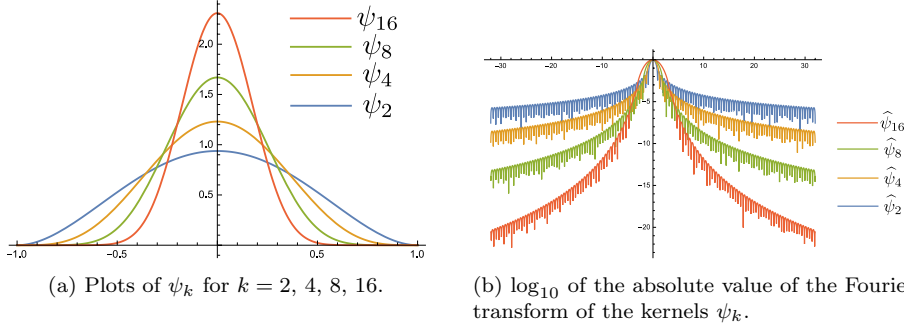 ψ₁₆
ψ₈
ψ₄
ψ₂
2.0
1.5
1.0
0.5
-1.0 -0.5 0.5 1.0
(a) Plots of ψₖ for k = 2, 4, 8, 16.
-30 -20 -10 10 20 30
-5
-10
-15
-20
ψ̂₁₆
ψ̂₈
ψ̂₄
ψ̂₂
(b) log₁₀ of the absolute value of the Fourie
transform of the kernels ψₖ.